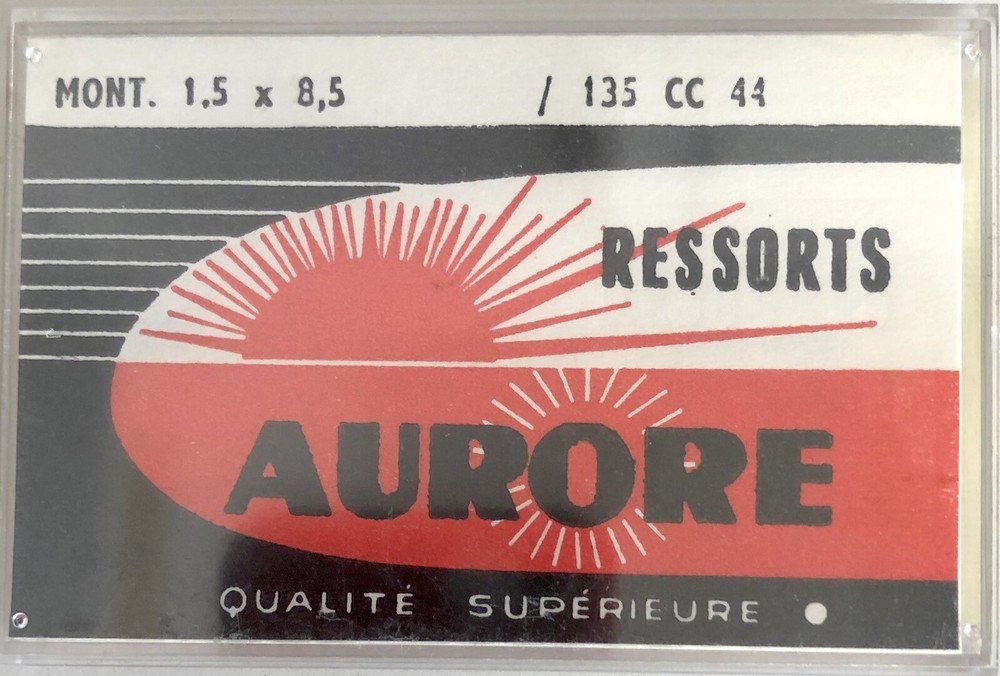 MONT. 1,5 x 8,5 / 135 CC 44
RESSORTS
AURORE
QUALITÉ SUPÉRIEURE